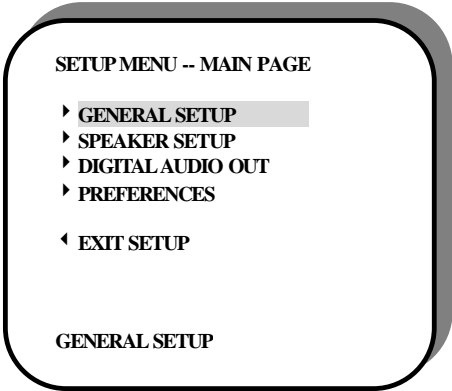 SETUP MENU -- MAIN PAGE
GENERAL SETUP
SPEAKER SETUP
DIGITAL AUDIO OUT
PREFERENCES
EXIT SETUP
GENERAL SETUP